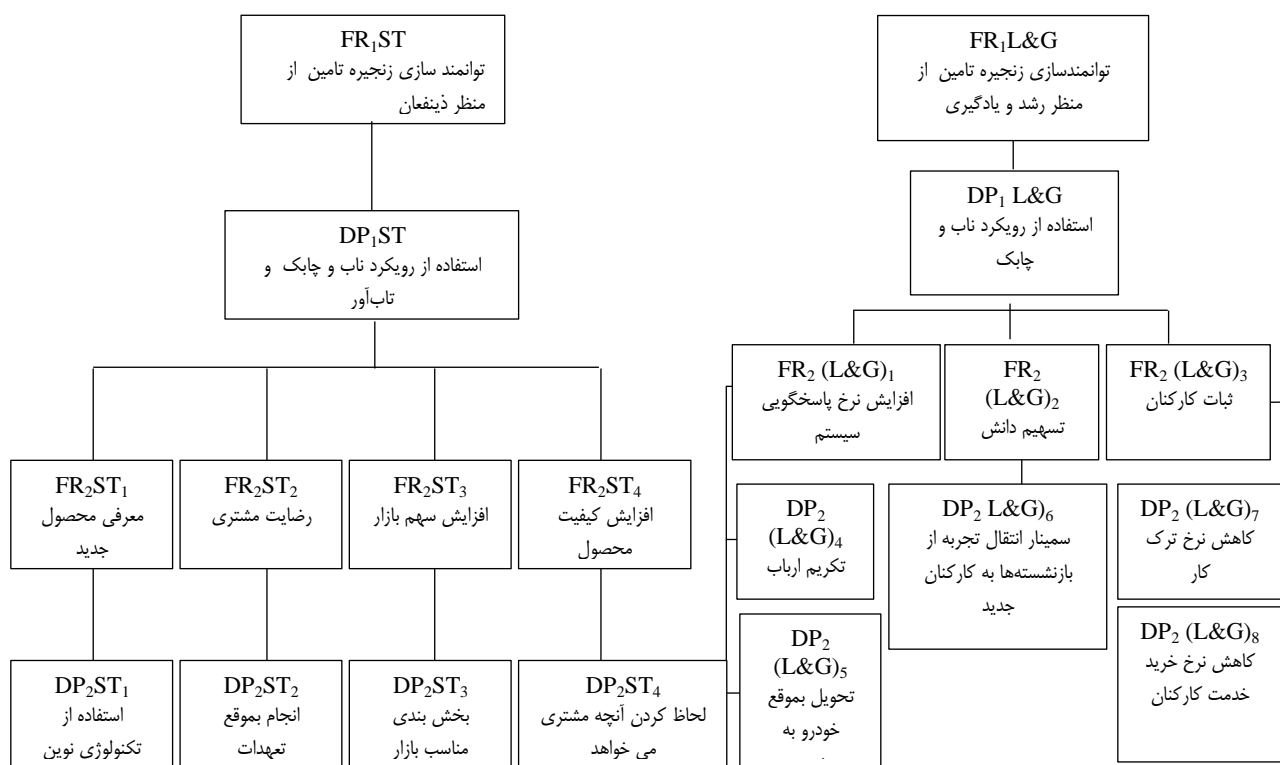 FR₁ST
توانمند سازی زنجیره تامین از
منظر ذینفعان
DP₁ST
استفاده از رویکرد ناب و چابک و
تاب‌آور
FR₂ST₁
معرفی محصول
جدید
FR₂ST₂
رضایت مشتری
FR₂ST₃
افزایش سهم بازار
FR₂ST₄
افزایش کیفیت
محصول
DP₂ST₁
استفاده از
تکنولوژی نوین
DP₂ST₂
انجام بموقع
تعهدات
DP₂ST₃
بخش بندی
مناسب بازار
DP₂ST₄
لحاظ کردن آنچه مشتری
می خواهد
FR₁L&G
توانمندسازی زنجیره تامین از
منظر رشد و یادگیری
DP₁ L&G
استفاده از رویکرد ناب و
چابک
FR₂ (L&G)₁
افزایش نرخ پاسخگویی
سیستم
FR₂
(L&G)₂
تسهیم دانش
FR₂ (L&G)₃
ثبات کارکنان
DP₂
(L&G)₄
تکریم ارباب
DP₂ L&G)₆
سمینار انتقال تجربه از
بازنشسته‌ها به کارکنان
جدید
DP₂ (L&G)₇
کاهش نرخ ترک
کار
DP₂
(L&G)₅
تحویل بموقع
خودرو به
DP₂ (L&G)₈
کاهش نرخ خرید
خدمت کارکنان